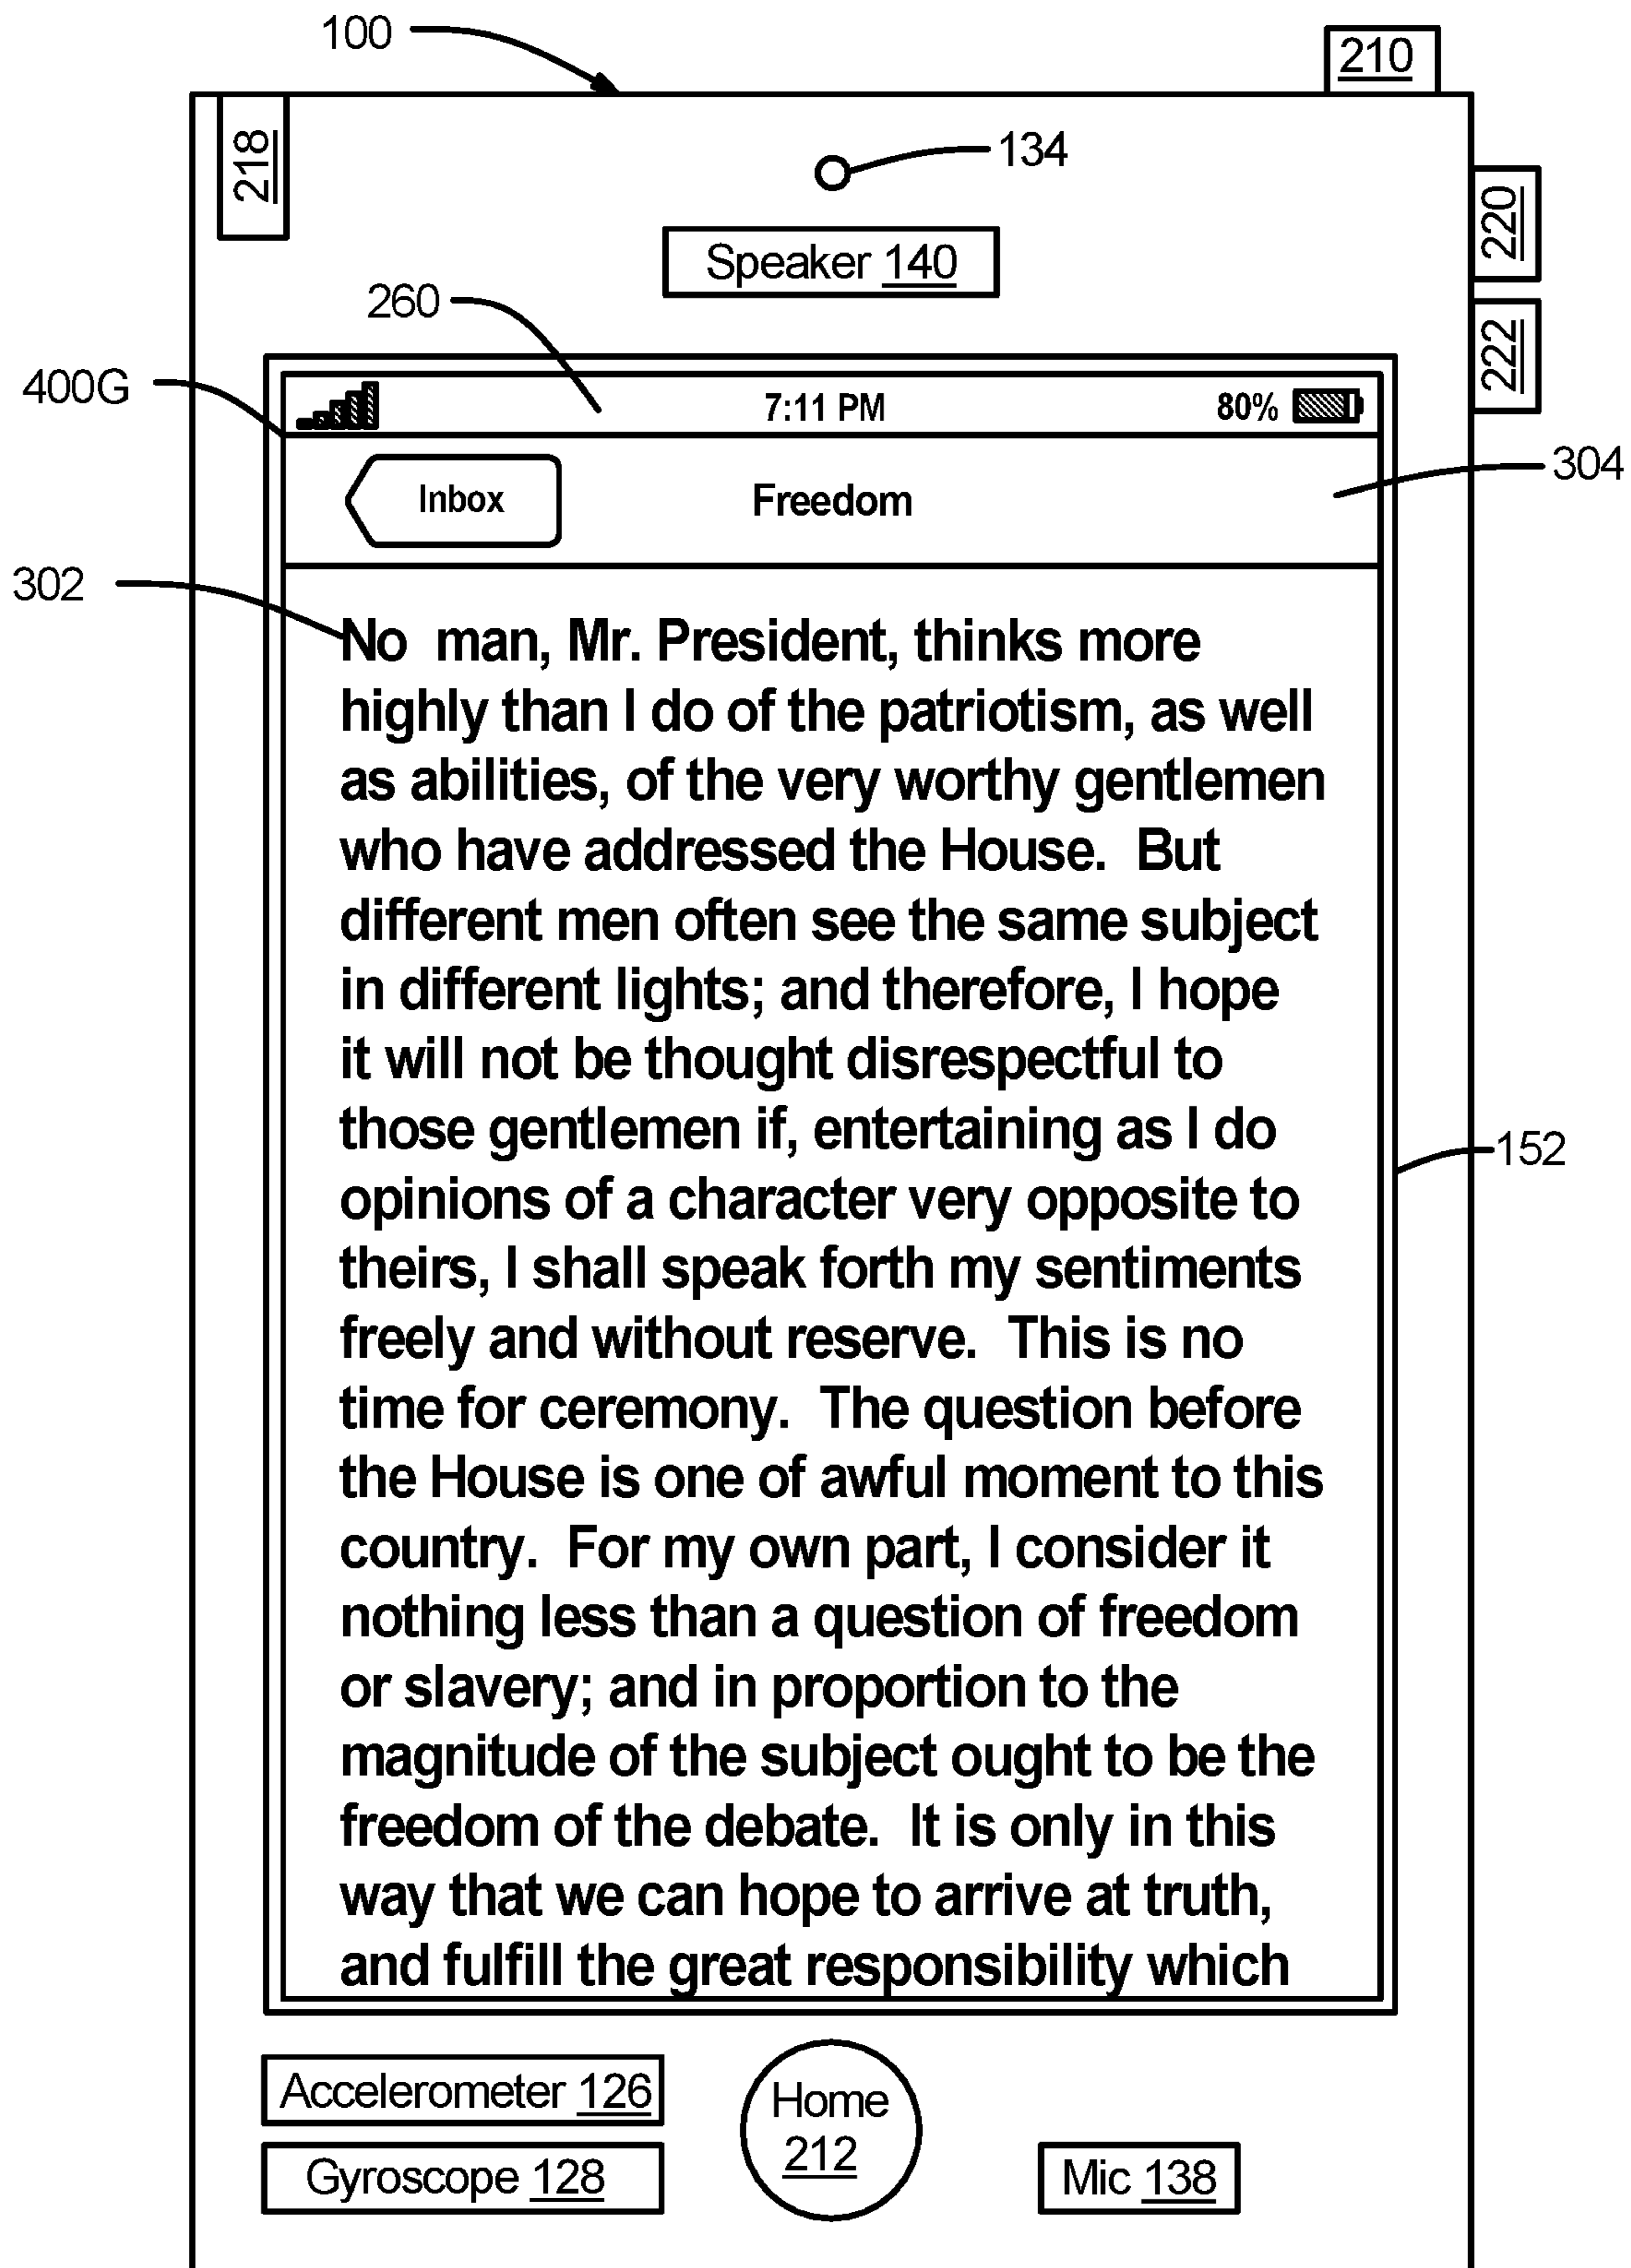 100
210
218
134
220
Speaker 140
260
222
400G
7:11 PM
80%
304
Inbox
Freedom
302
No man, Mr. President, thinks more
highly than I do of the patriotism, as well
as abilities, of the very worthy gentlemen
who have addressed the House. But
different men often see the same subject
in different lights; and therefore, I hope
it will not be thought disrespectful to
those gentlemen if, entertaining as I do
152
opinions of a character very opposite to
theirs, I shall speak forth my sentiments
freely and without reserve. This is no
time for ceremony. The question before
the House is one of awful moment to this
country. For my own part, I consider it
nothing less than a question of freedom
or slavery; and in proportion to the
magnitude of the subject ought to be the
freedom of the debate. It is only in this
way that we can hope to arrive at truth,
and fulfill the great responsibility which
Accelerometer 126
Home
212
Gyroscope 128
Mic 138